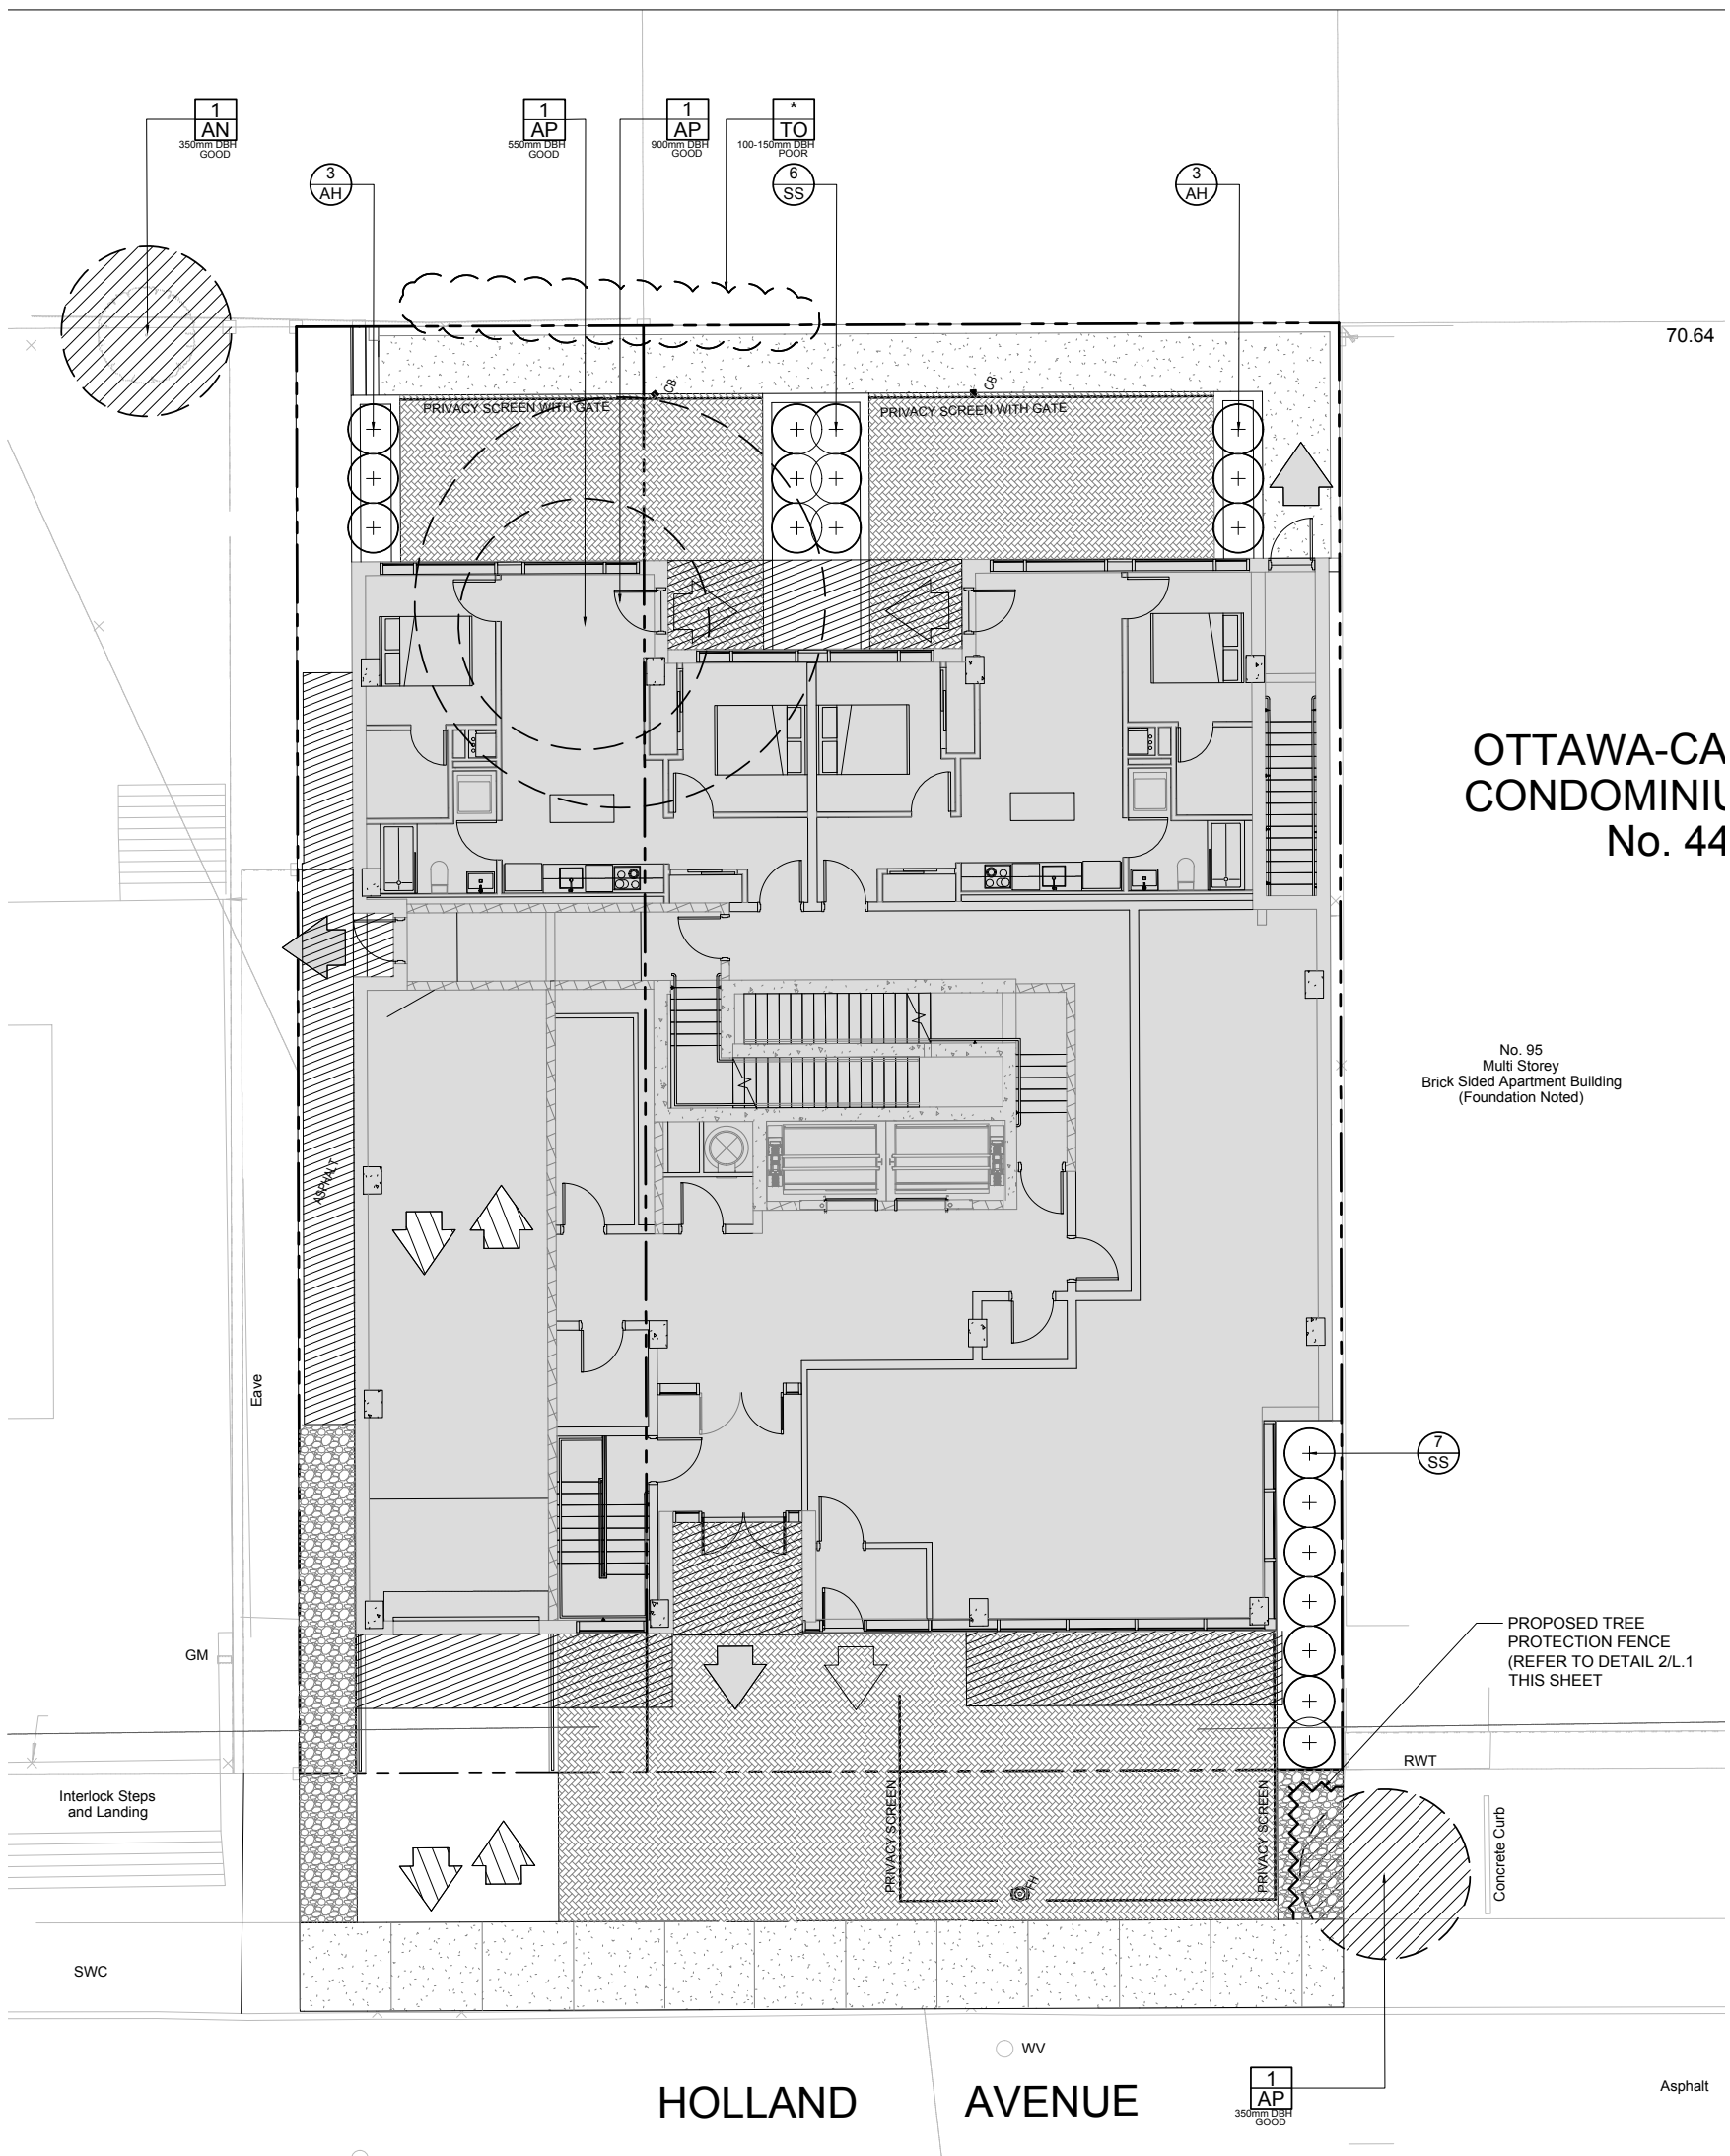 1
AN
350mm DBH
GOOD
1
AP
550mm DBH
GOOD
1
AP
900mm DBH
GOOD
*
TO
100-150mm DBH
POOR
3
AH
6
SS
3
AH
70.64
CB
CB
PRIVACY SCREEN WITH GATE
PRIVACY SCREEN WITH GATE
OTTAWA-CA
CONDOMINIU
No. 44
No. 95
Multi Storey
Brick Sided Apartment Building
(Foundation Noted)
ASPHALT
Eave
7
SS
GM
PROPOSED TREE
PROTECTION FENCE
(REFER TO DETAIL 2/L.1
THIS SHEET
RWT
Interlock Steps
and Landing
PRIVACY SCREEN
PRIVACY SCREEN
FH
Concrete Curb
SWC
WV
HOLLAND AVENUE
1
AP
350mm DBH
GOOD
Asphalt